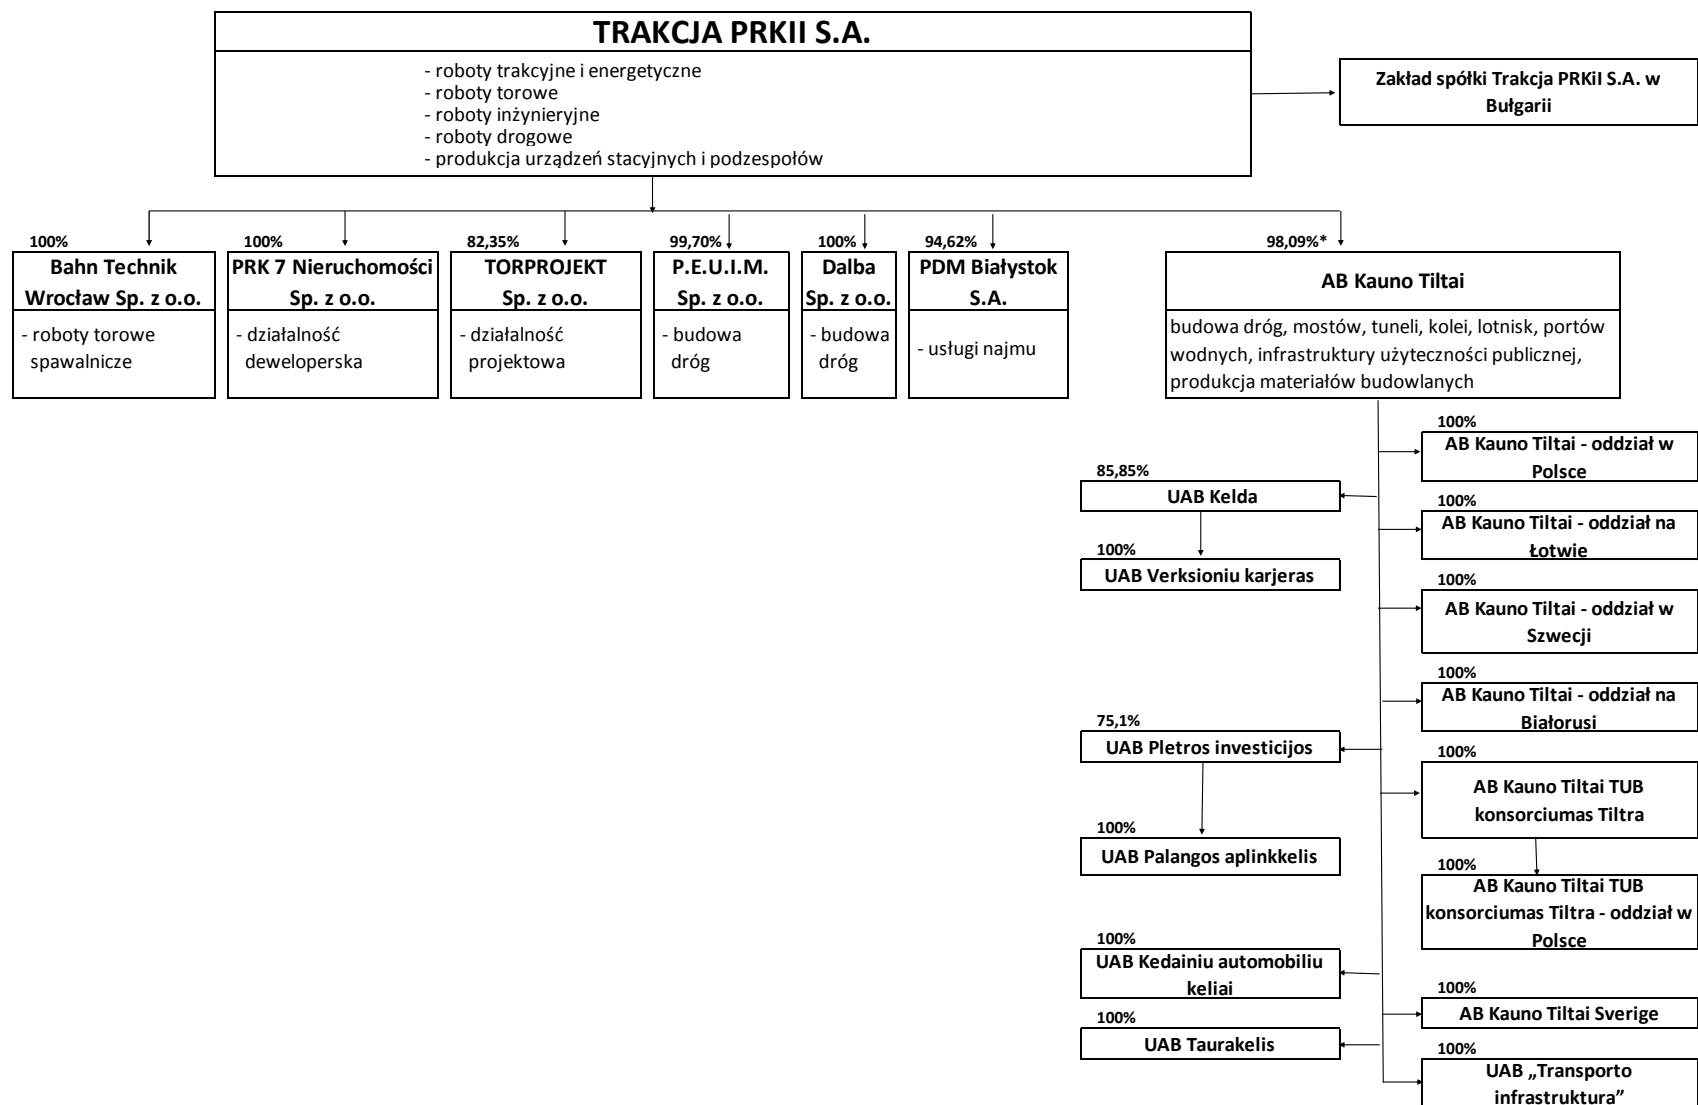 TRAKCJA PRKII S.A.
- roboty trakcyjne i energetyczne
- roboty torowe
- roboty inżynieryjne
- roboty drogowe
- produkcja urządzeń stacyjnych i podzespołów
Zakład spółki Trakcja PRKiI S.A. w
Bułgarii
100%
Bahn Technik
Wrocław Sp. z o.o.
- roboty torowe
spawalnicze
100%
PRK 7 Nieruchomości
Sp. z o.o.
- działalność
deweloperska
82,35%
TORPROJEKT
Sp. z o.o.
- działalność
projektowa
99,70%
P.E.U.I.M.
Sp. z o.o.
- budowa
dróg
100%
Dalba
Sp. z o.o.
- budowa
dróg
94,62%
PDM Białystok
S.A.
- usługi najmu
98,09%*
AB Kauno Tiltai
budowa dróg, mostów, tuneli, kolei, lotnisk, portów
wodnych, infrastruktury użyteczności publicznej,
produkcja materiałów budowlanych
85,85%
UAB Kelda
100%
UAB Verksioniu karjeras
75,1%
UAB Pletros investicijos
100%
UAB Palangos aplinkkelis
100%
UAB Kedainiu automobiliu
keliai
100%
UAB Taurakelis
100%
AB Kauno Tiltai - oddział w
Polsce
100%
AB Kauno Tiltai - oddział na
Łotwie
100%
AB Kauno Tiltai - oddział w
Szwecji
100%
AB Kauno Tiltai - oddział na
Białorusi
100%
AB Kauno Tiltai TUB
konsorciumas Tiltra
100%
AB Kauno Tiltai TUB
konsorciumas Tiltra - oddział w
Polsce
100%
AB Kauno Tiltai Sverige
100%
UAB „Transporto
infrastruktura”